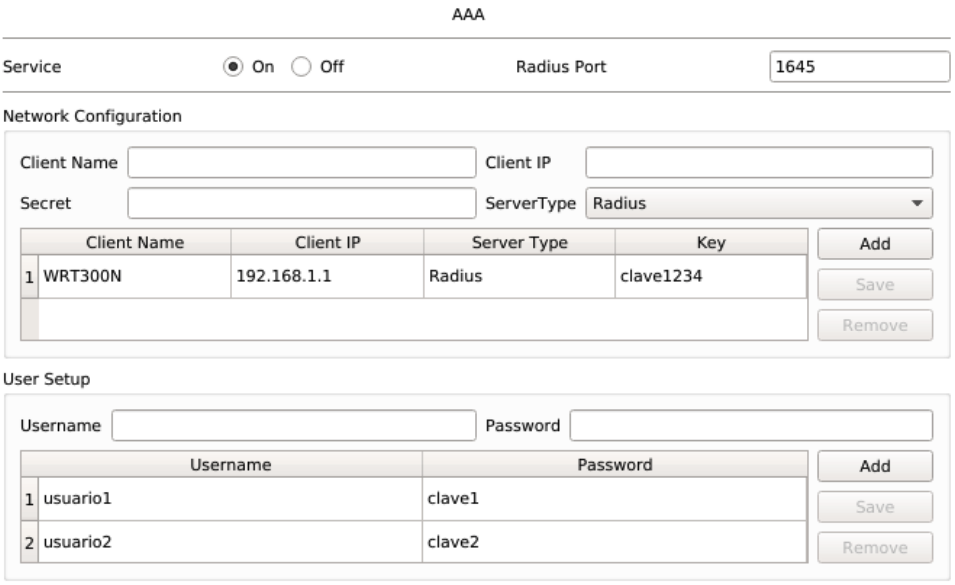 AAA
Service On Off Radius Port 1645
Network Configuration
Client Name Client IP
Secret ServerType Radius
Client Name Client IP Server Type Key Add
1 WRT300N 192.168.1.1 Radius clave1234
Save
Remove
User Setup
Username Password
Username Password Add
1 usuario1 clave1
Save
2 usuario2 clave2
Remove